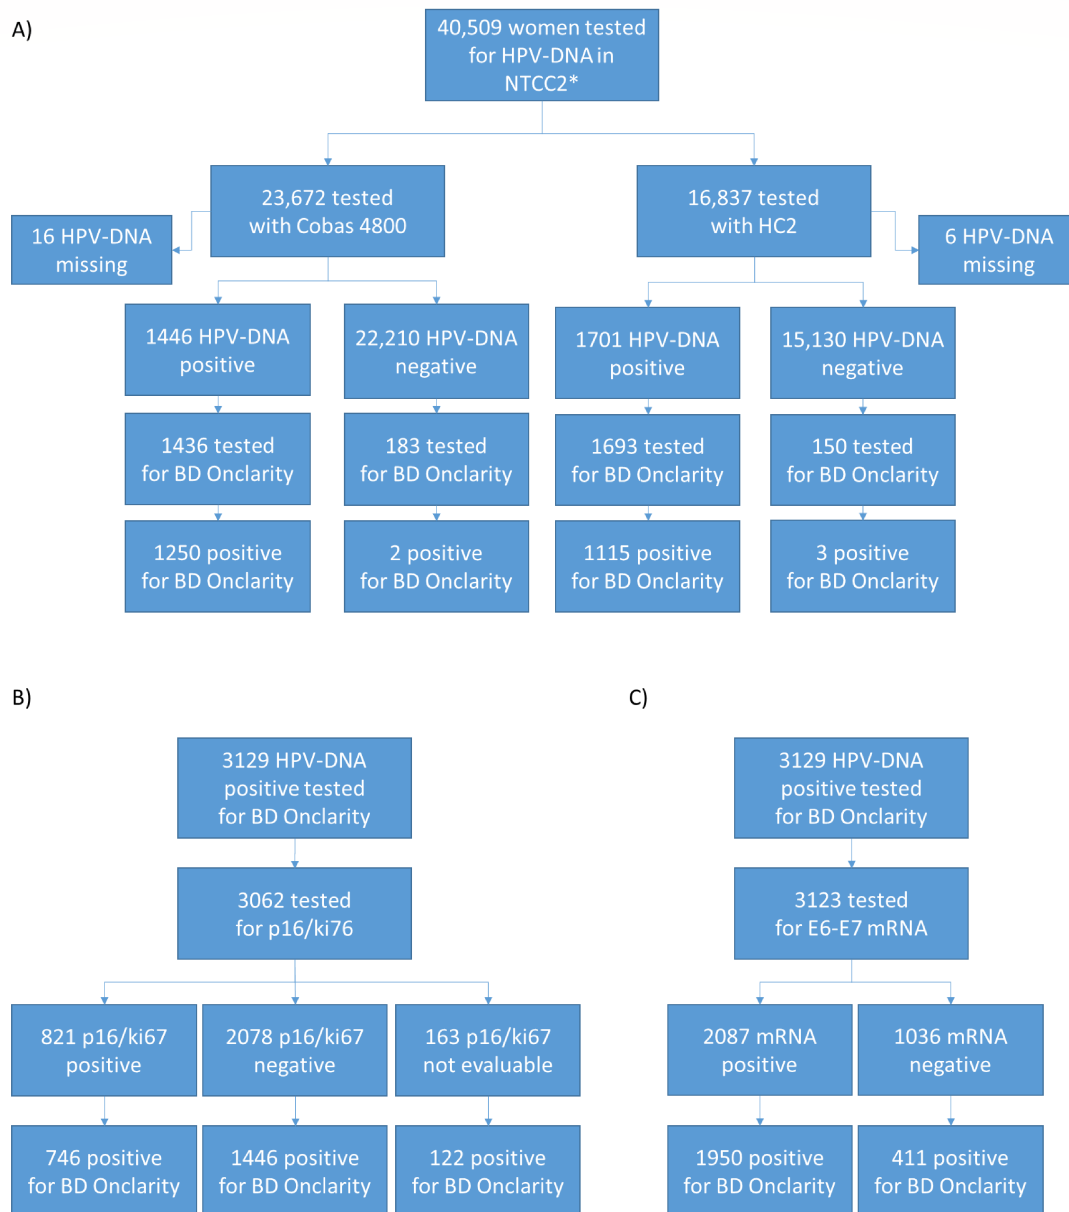 A)
40,509 women tested
for HPV-DNA in
NTCC2*
23,672 tested
with Cobas 4800
16,837 tested
with HC2
16 HPV-DNA
missing
6 HPV-DNA
missing
1446 HPV-DNA
positive
22,210 HPV-DNA
negative
1701 HPV-DNA
positive
15,130 HPV-DNA
negative
1436 tested
for BD Onclarity
183 tested
for BD Onclarity
1693 tested
for BD Onclarity
150 tested
for BD Onclarity
1250 positive
for BD Onclarity
2 positive
for BD Onclarity
1115 positive
for BD Onclarity
3 positive
for BD Onclarity
B)
3129 HPV-DNA
positive tested
for BD Onclarity
3062 tested
for p16/ki76
821 p16/ki67
positive
2078 p16/ki67
negative
163 p16/ki67
not evaluable
746 positive
for BD Onclarity
1446 positive
for BD Onclarity
122 positive
for BD Onclarity
C)
3129 HPV-DNA
positive tested
for BD Onclarity
3123 tested
for E6-E7 mRNA
2087 mRNA
positive
1036 mRNA
negative
1950 positive
for BD Onclarity
411 positive
for BD Onclarity